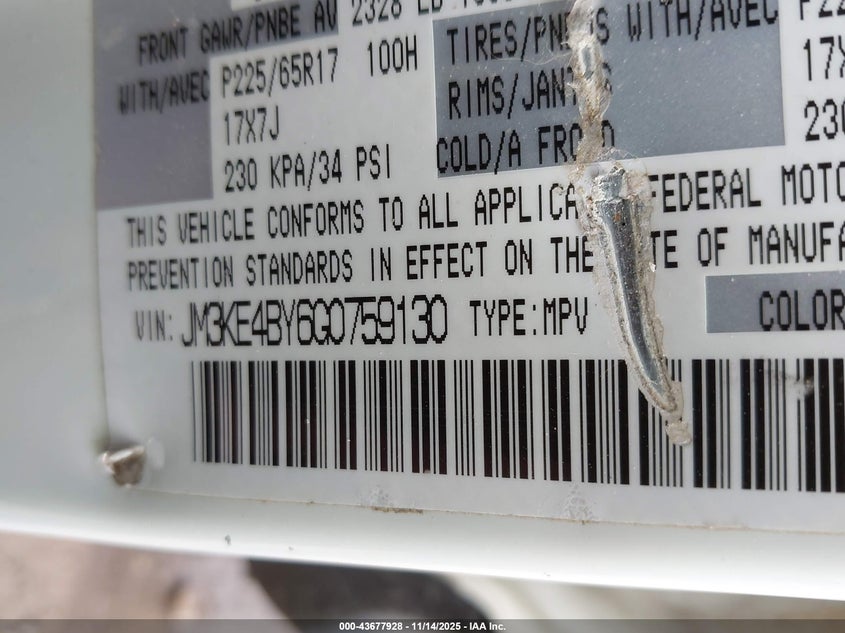 FRONT GAWR/PNBE AV 2328 LB
WITH/AVEC P225/65R17 100H
17X7J
230 KPA/34 PSI
TIRES/PNEUS WITH/AVEC
RIMS/JANTES
COLD/A FROID
17X
230
THIS VEHICLE CONFORMS TO ALL APPLICA FEDERAL MOTO
PREVENTION STANDARDS IN EFFECT ON THE TE OF MANUFA
VIN: JM3KE4BY6G0759130 TYPE:MPV COLOR
000-43677928 - 11/14/2025 - IAA Inc.